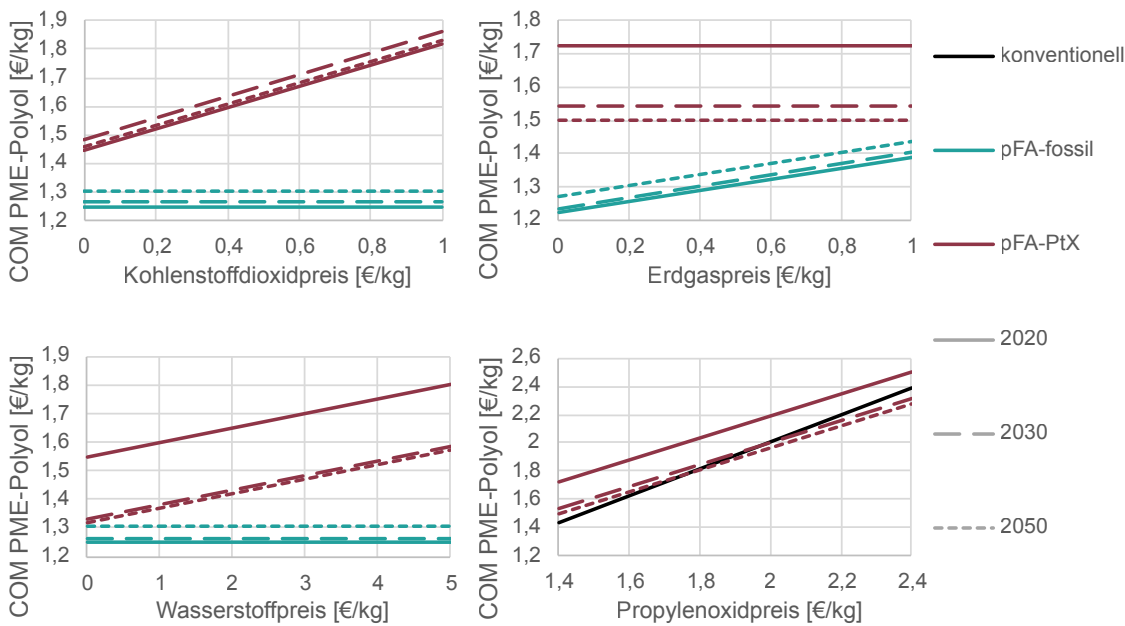 COM PME-Polyol [€/kg]
1,9
1,8
1,7
1,6
1,5
1,4
1,3
1,2
0 0,2 0,4 0,6 0,8 1
Kohlenstoffdioxidpreis [€/kg]
COM PME-Polyol [€/kg]
1,8
1,7
1,6
1,5
1,4
1,3
1,2
0 0,2 0,4 0,6 0,8 1
Erdgaspreis [€/kg]
konventionell
pFA-fossil
pFA-PtX
COM PME-Polyol [€/kg]
1,9
1,8
1,7
1,6
1,5
1,4
1,3
1,2
0 1 2 3 4 5
Wasserstoffpreis [€/kg]
COM PME-Polyol [€/kg]
2,6
2,4
2,2
2
1,8
1,6
1,4
1,2
1,4 1,6 1,8 2 2,2 2,4
Propylenoxidpreis [€/kg]
2020
2030
2050